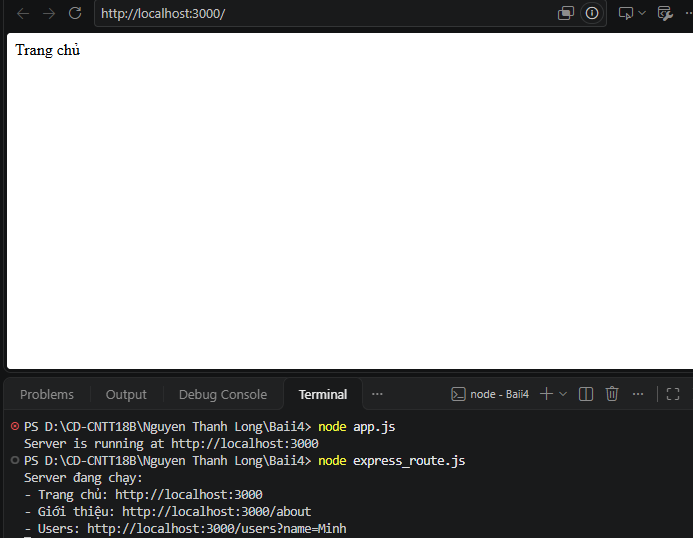 http://localhost:3000/
Trang chủ
Problems Output Debug Console Terminal ··· node - Baii4
PS D:\CD-CNTT18B\Nguyen Thanh Long\Baii4> node app.js
Server is running at http://localhost:3000
PS D:\CD-CNTT18B\Nguyen Thanh Long\Baii4> node express_route.js
Server đang chạy:
- Trang chủ: http://localhost:3000
- Giới thiệu: http://localhost:3000/about
- Users: http://localhost:3000/users?name=Minh